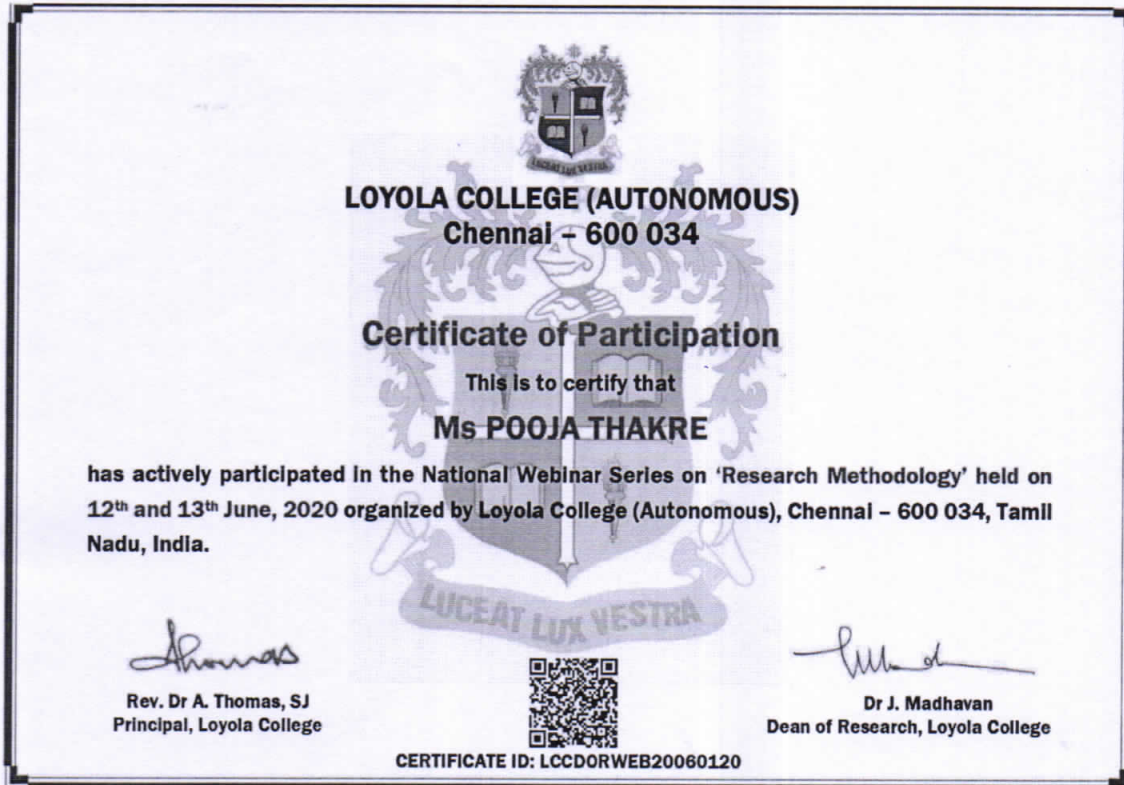 LUCEAT LUX VESTRA
LOYOLA COLLEGE (AUTONOMOUS)
Chennai – 600 034
Certificate of Participation
This is to certify that
Ms POOJA THAKRE
has actively participated in the National Webinar Series on ‘Research Methodology’ held on
12th and 13th June, 2020 organized by Loyola College (Autonomous), Chennai – 600 034, Tamil
Nadu, India.
LUCEAT LUX VESTRA
Thomas
Rev. Dr A. Thomas, SJ
Principal, Loyola College
Dr J. Madhavan
Dean of Research, Loyola College
CERTIFICATE ID: LCCDORWEB20060120